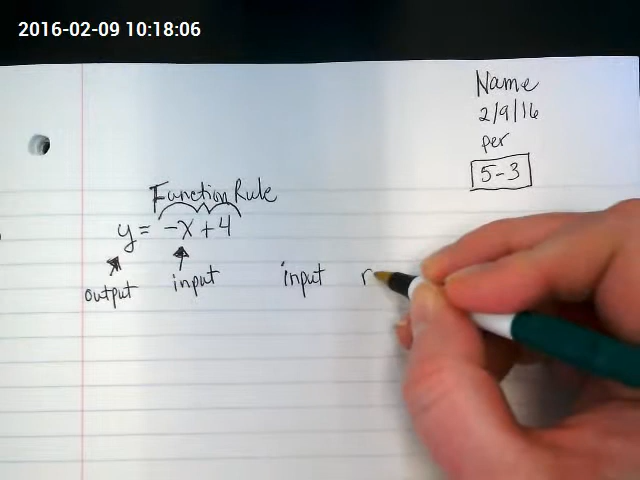 2016-02-09 10:18:06
Name
2/9/16
per
5-3
Function Rule
y = -x + 4
output
input
input r